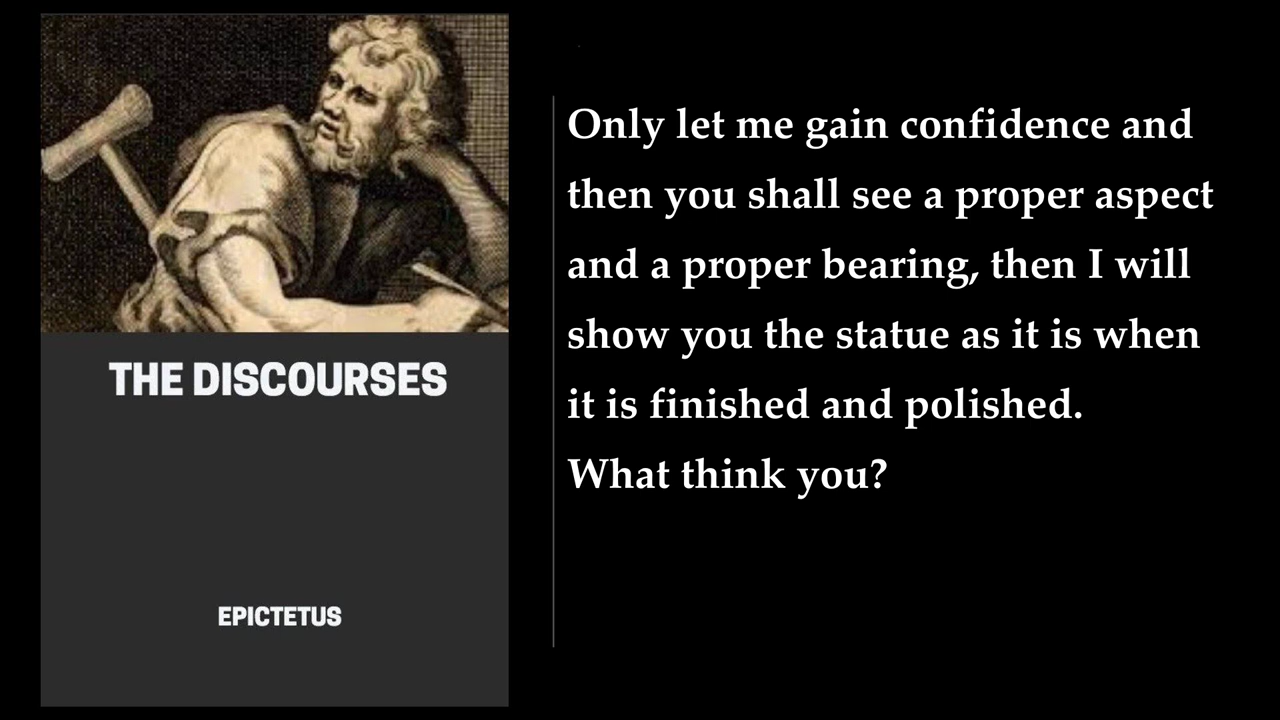 THE DISCOURSES
EPICTETUS
Only let me gain confidence and
then you shall see a proper aspect
and a proper bearing, then I will
show you the statue as it is when
it is finished and polished.
What think you?